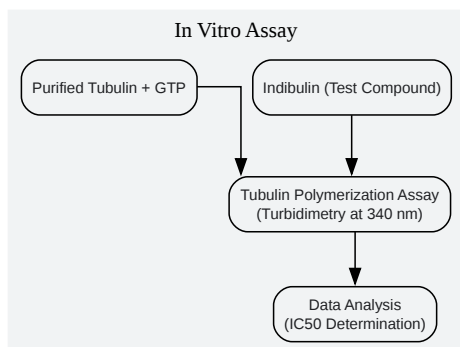 In Vitro Assay
Purified Tubulin + GTP
Indibulin (Test Compound)
Tubulin Polymerization Assay
(Turbidimetry at 340 nm)
Data Analysis
(IC50 Determination)